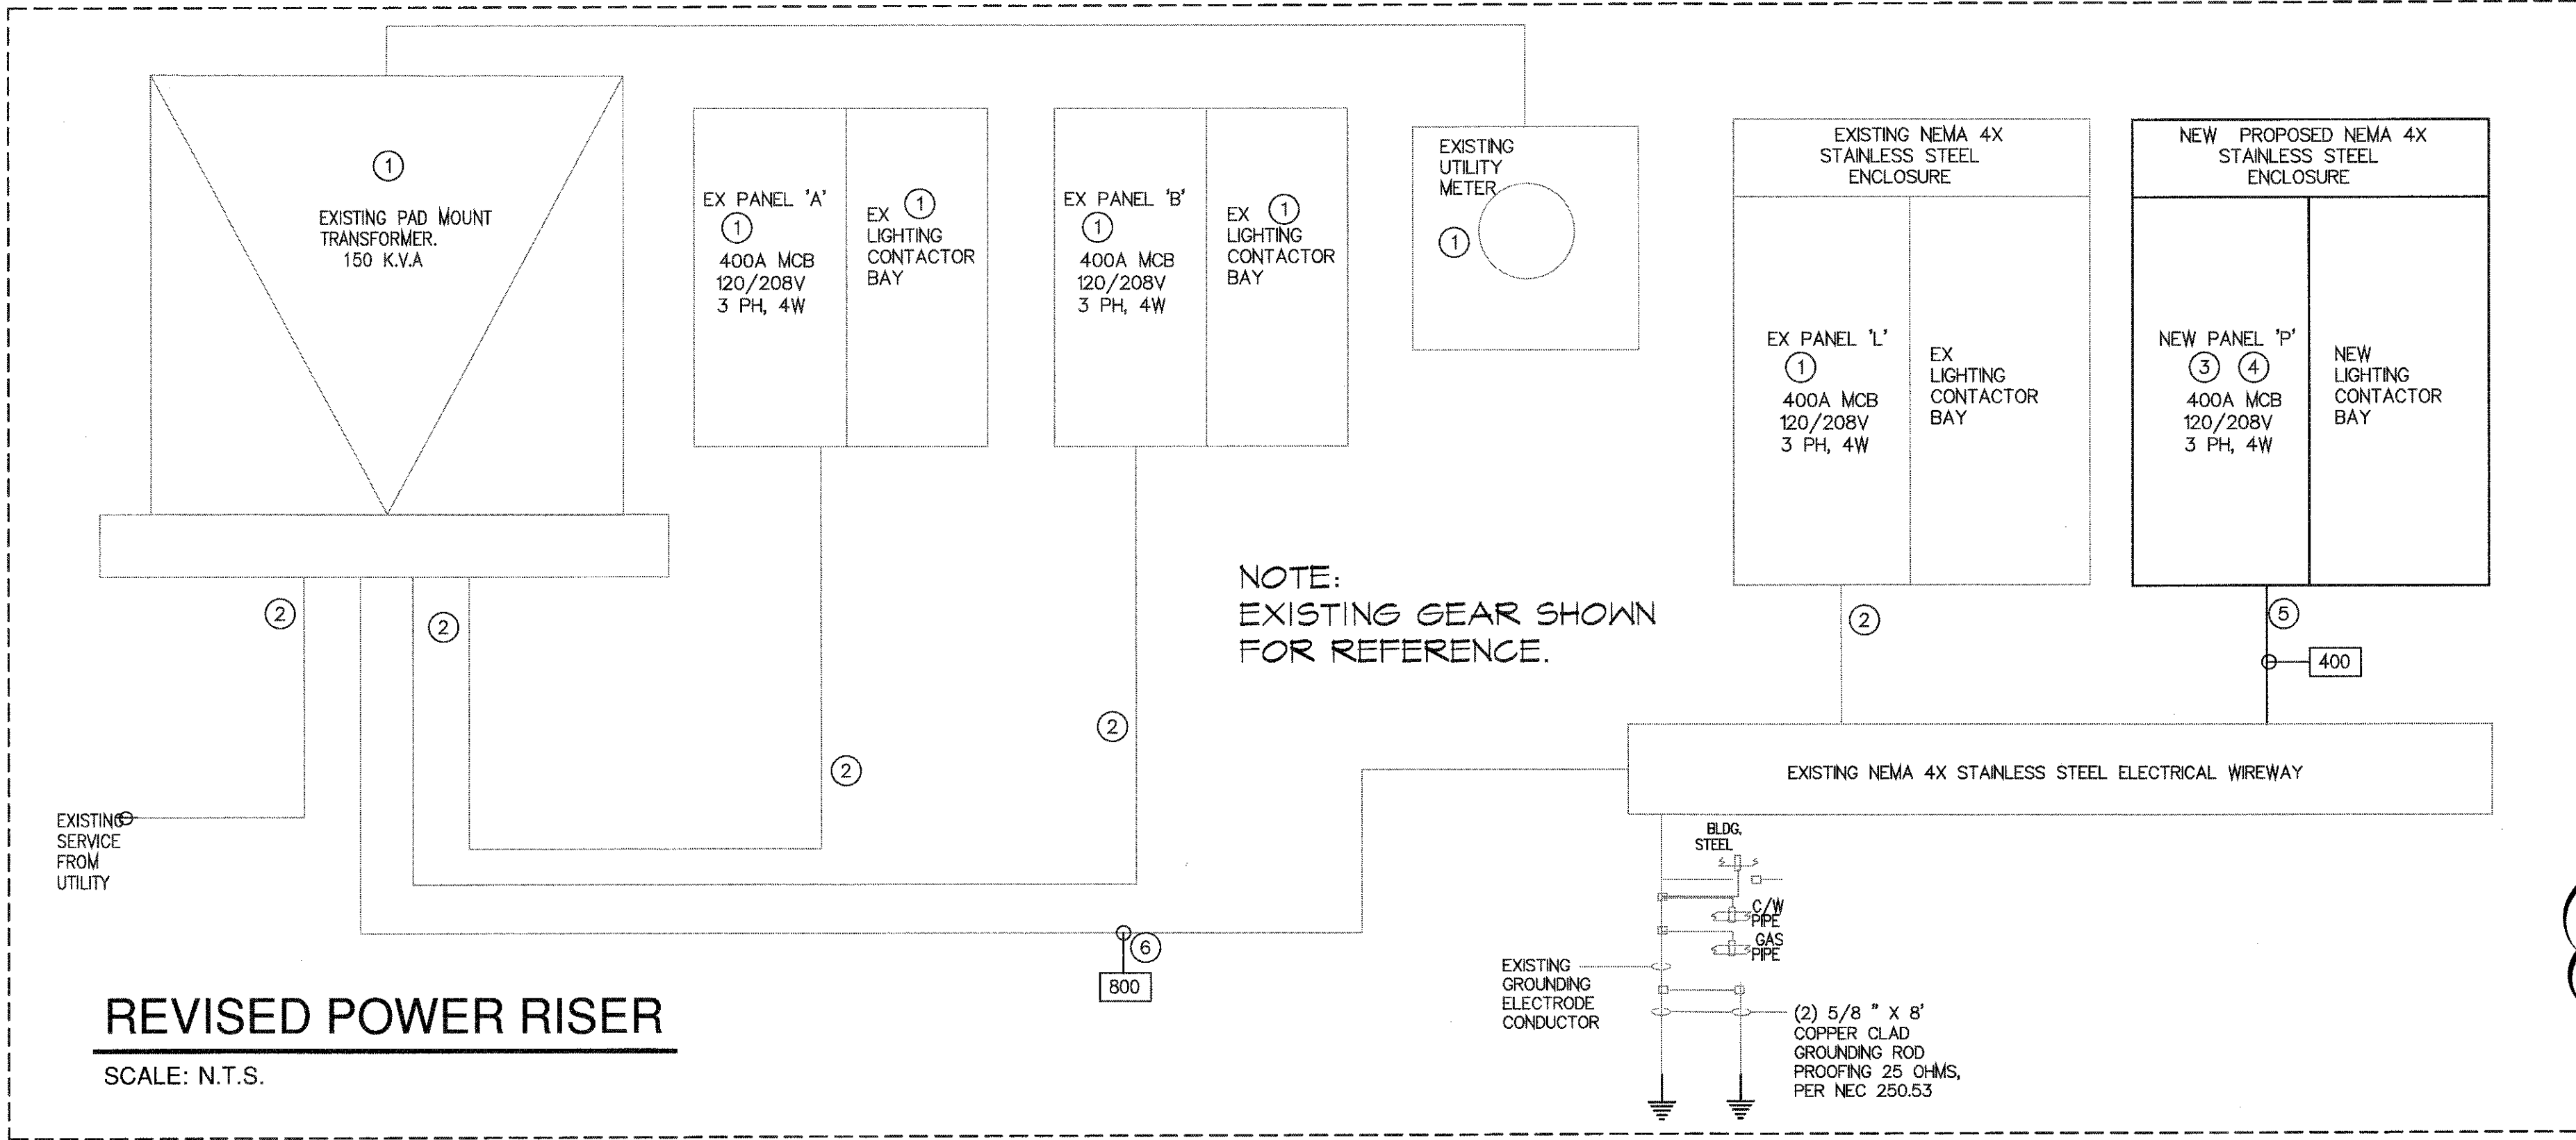 1
EXISTING PAD MOUNT
TRANSFORMER.
150 K.V.A
EX PANEL 'A'
1
400A MCB
120/208V
3 PH, 4W
EX 1
LIGHTING
CONTACTOR
BAY
EX PANEL 'B'
1
400A MCB
120/208V
3 PH, 4W
EX 1
LIGHTING
CONTACTOR
BAY
EXISTING
UTILITY
METER
1
EXISTING NEMA 4X
STAINLESS STEEL
ENCLOSURE
EX PANEL 'L'
1
400A MCB
120/208V
3 PH, 4W
EX
LIGHTING
CONTACTOR
BAY
NEW PROPOSED NEMA 4X
STAINLESS STEEL
ENCLOSURE
NEW PANEL 'P'
3 4
400A MCB
120/208V
3 PH, 4W
NEW
LIGHTING
CONTACTOR
BAY
2
2
2
2
NOTE:
EXISTING GEAR SHOWN
FOR REFERENCE.
2
5
400
EXISTING NEMA 4X STAINLESS STEEL ELECTRICAL WIREWAY
EXISTING
SERVICE
FROM
UTILITY
6
800
BLDG.
STEEL
C/W
PIPE
GAS
PIPE
EXISTING
GROUNDING
ELECTRODE
CONDUCTOR
(2) 5/8 " X 8'
COPPER CLAD
GROUNDING ROD
PROOFING 25 OHMS,
PER NEC 250.53
REVISED POWER RISER
SCALE: N.T.S.